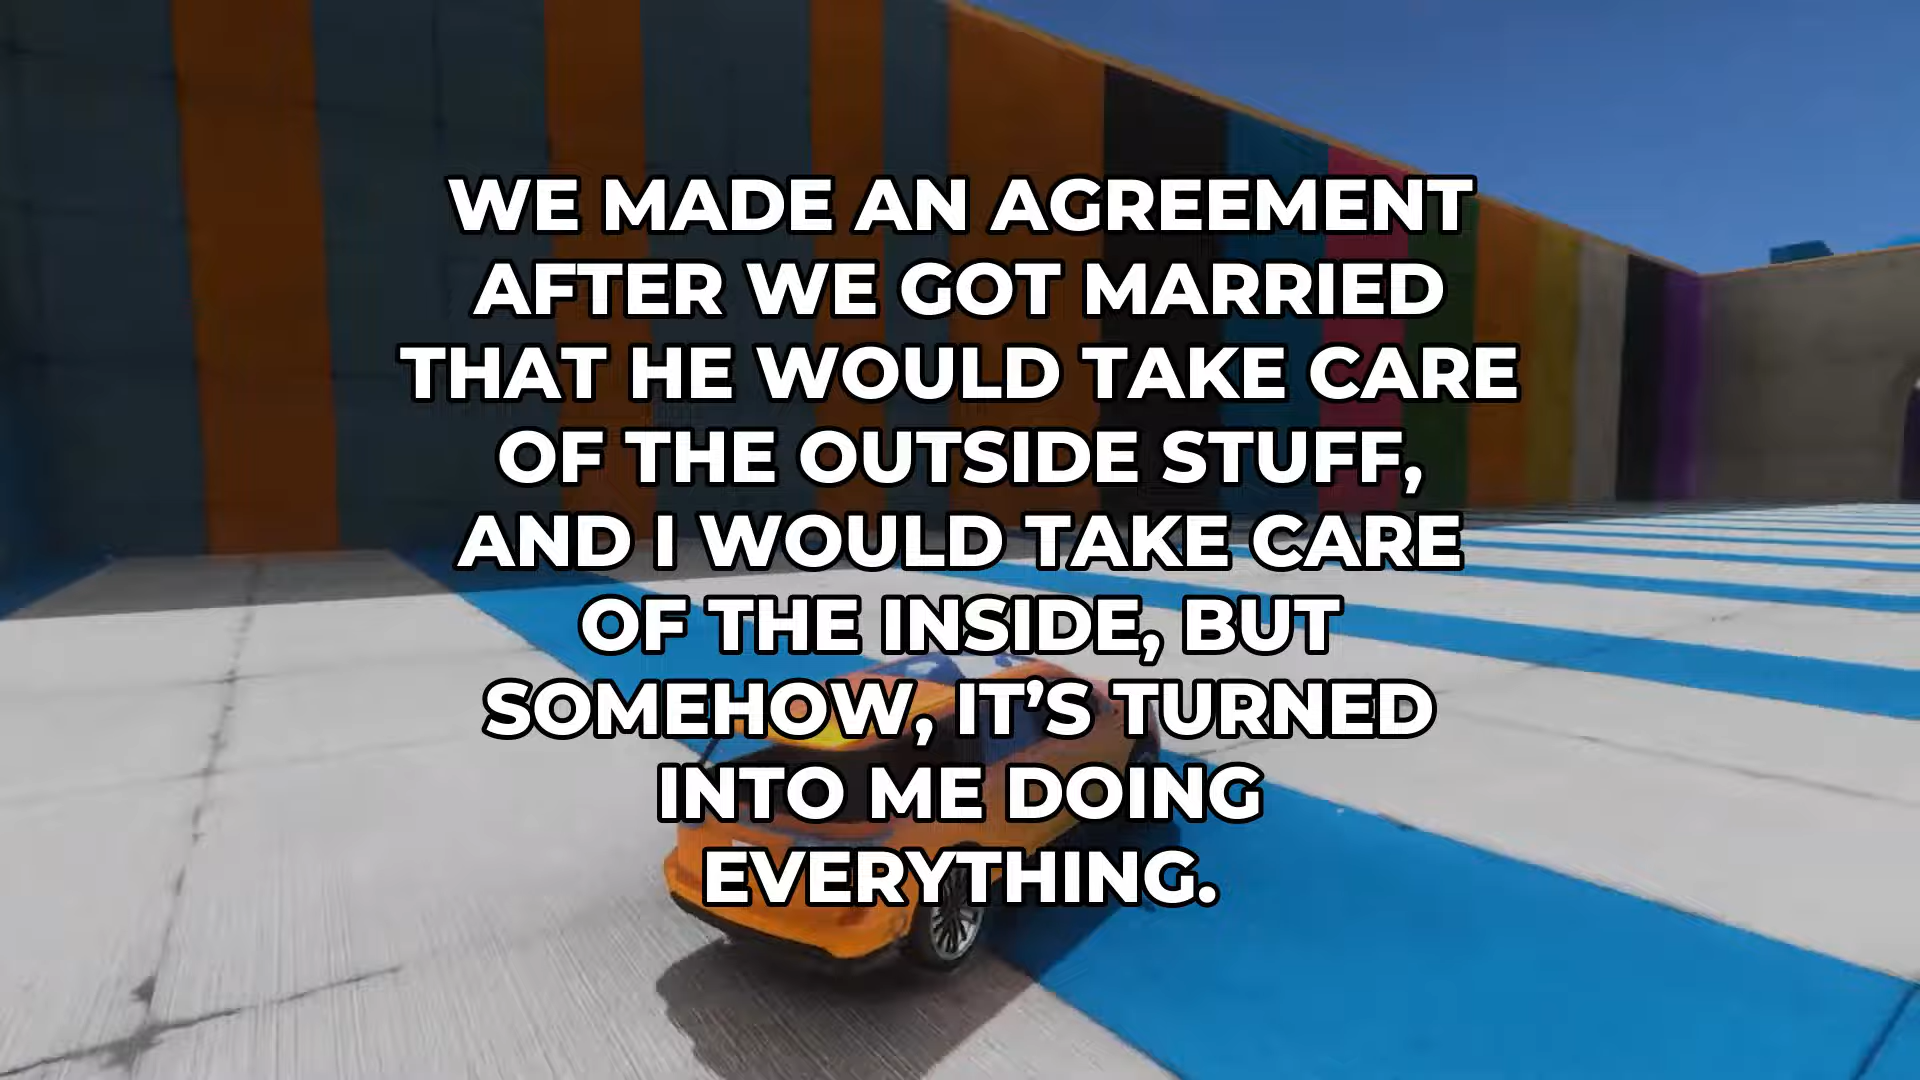 WE MADE AN AGREEMENT
AFTER WE GOT MARRIED
THAT HE WOULD TAKE CARE
OF THE OUTSIDE STUFF,
AND I WOULD TAKE CARE
OF THE INSIDE, BUT
SOMEHOW, IT’S TURNED
INTO ME DOING
EVERYTHING.